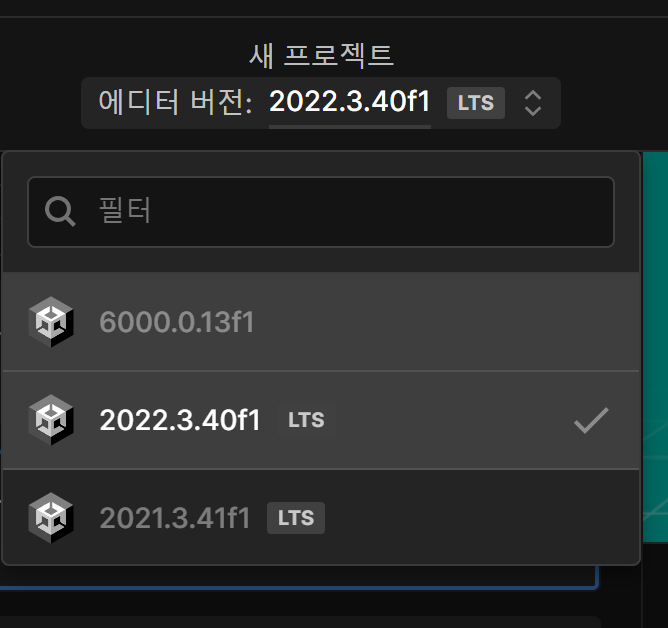 새 프로젝트
에디터 버전: 2022.3.40f1 LTS
필터
6000.0.13f1
2022.3.40f1 LTS
2021.3.41f1 LTS